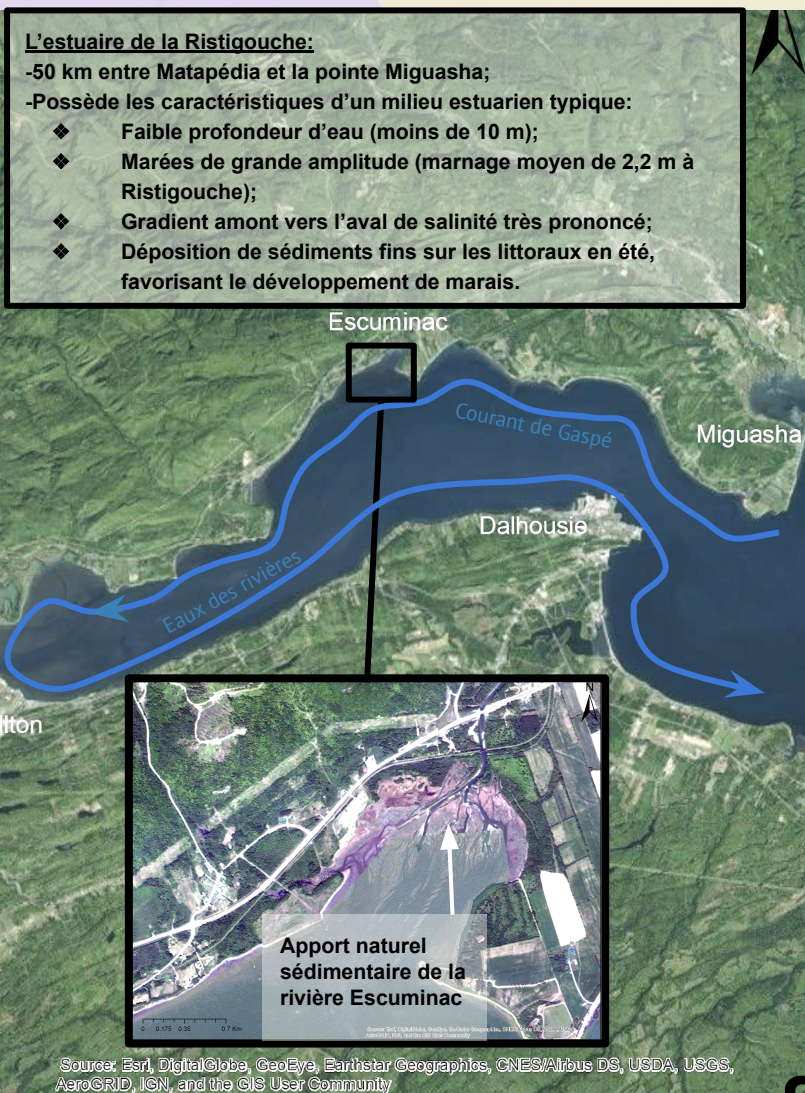 L'estuaire de la Ristigouche:
-50 km entre Matapédia et la pointe Miguasha;
-Possède les caractéristiques d'un milieu estuarien typique:
❖ Faible profondeur d'eau (moins de 10 m);
❖ Marées de grande amplitude (marnage moyen de 2,2 m à
Ristigouche);
❖ Gradient amont vers l'aval de salinité très prononcé;
❖ Déposition de sédiments fins sur les littoraux en été,
favorisant le développement de marais.
Escuminac
Courant de Gaspé
Miguasha
Dalhousie
Eaux des rivières
llton
N
Apport naturel
sédimentaire de la
rivière Escuminac
0 0.175 0.35 0.7 Km
Source: Esri, DigitalGlobe, GeoEye, Earthstar Geographics, CNES/Airbus DS, USDA, USGS,
AeroGRID, IGN, and the GIS User Community